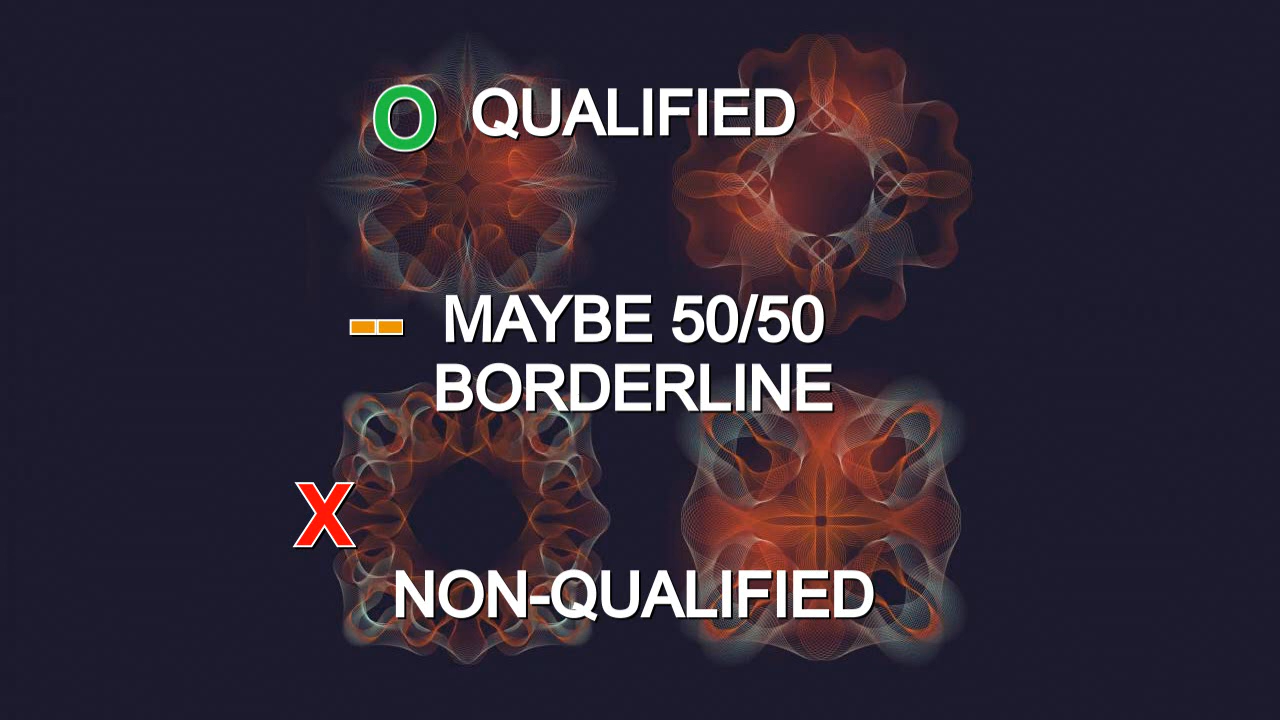 O QUALIFIED
-- MAYBE 50/50
BORDERLINE
X
NON-QUALIFIED